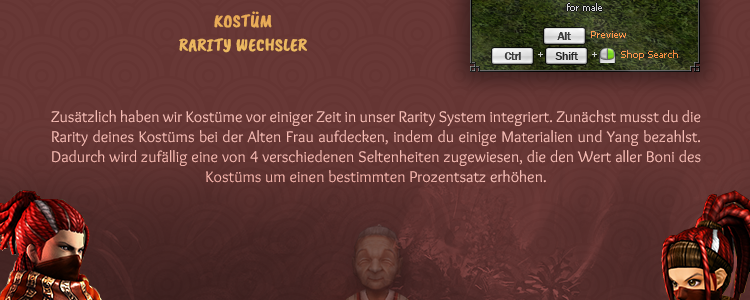 KOSTÜM
RARITY WECHSLER
for male
Alt Preview
Ctrl + Shift + Shop Search
Zusätzlich haben wir Kostüme vor einiger Zeit in unser Rarity System integriert. Zunächst musst du die
Rarity deines Kostüms bei der Alten Frau aufdecken, indem du einige Materialien und Yang bezahlst.
Dadurch wird zufällig eine von 4 verschiedenen Seltenheiten zugewiesen, die den Wert aller Boni des
Kostüms um einen bestimmten Prozentsatz erhöhen.